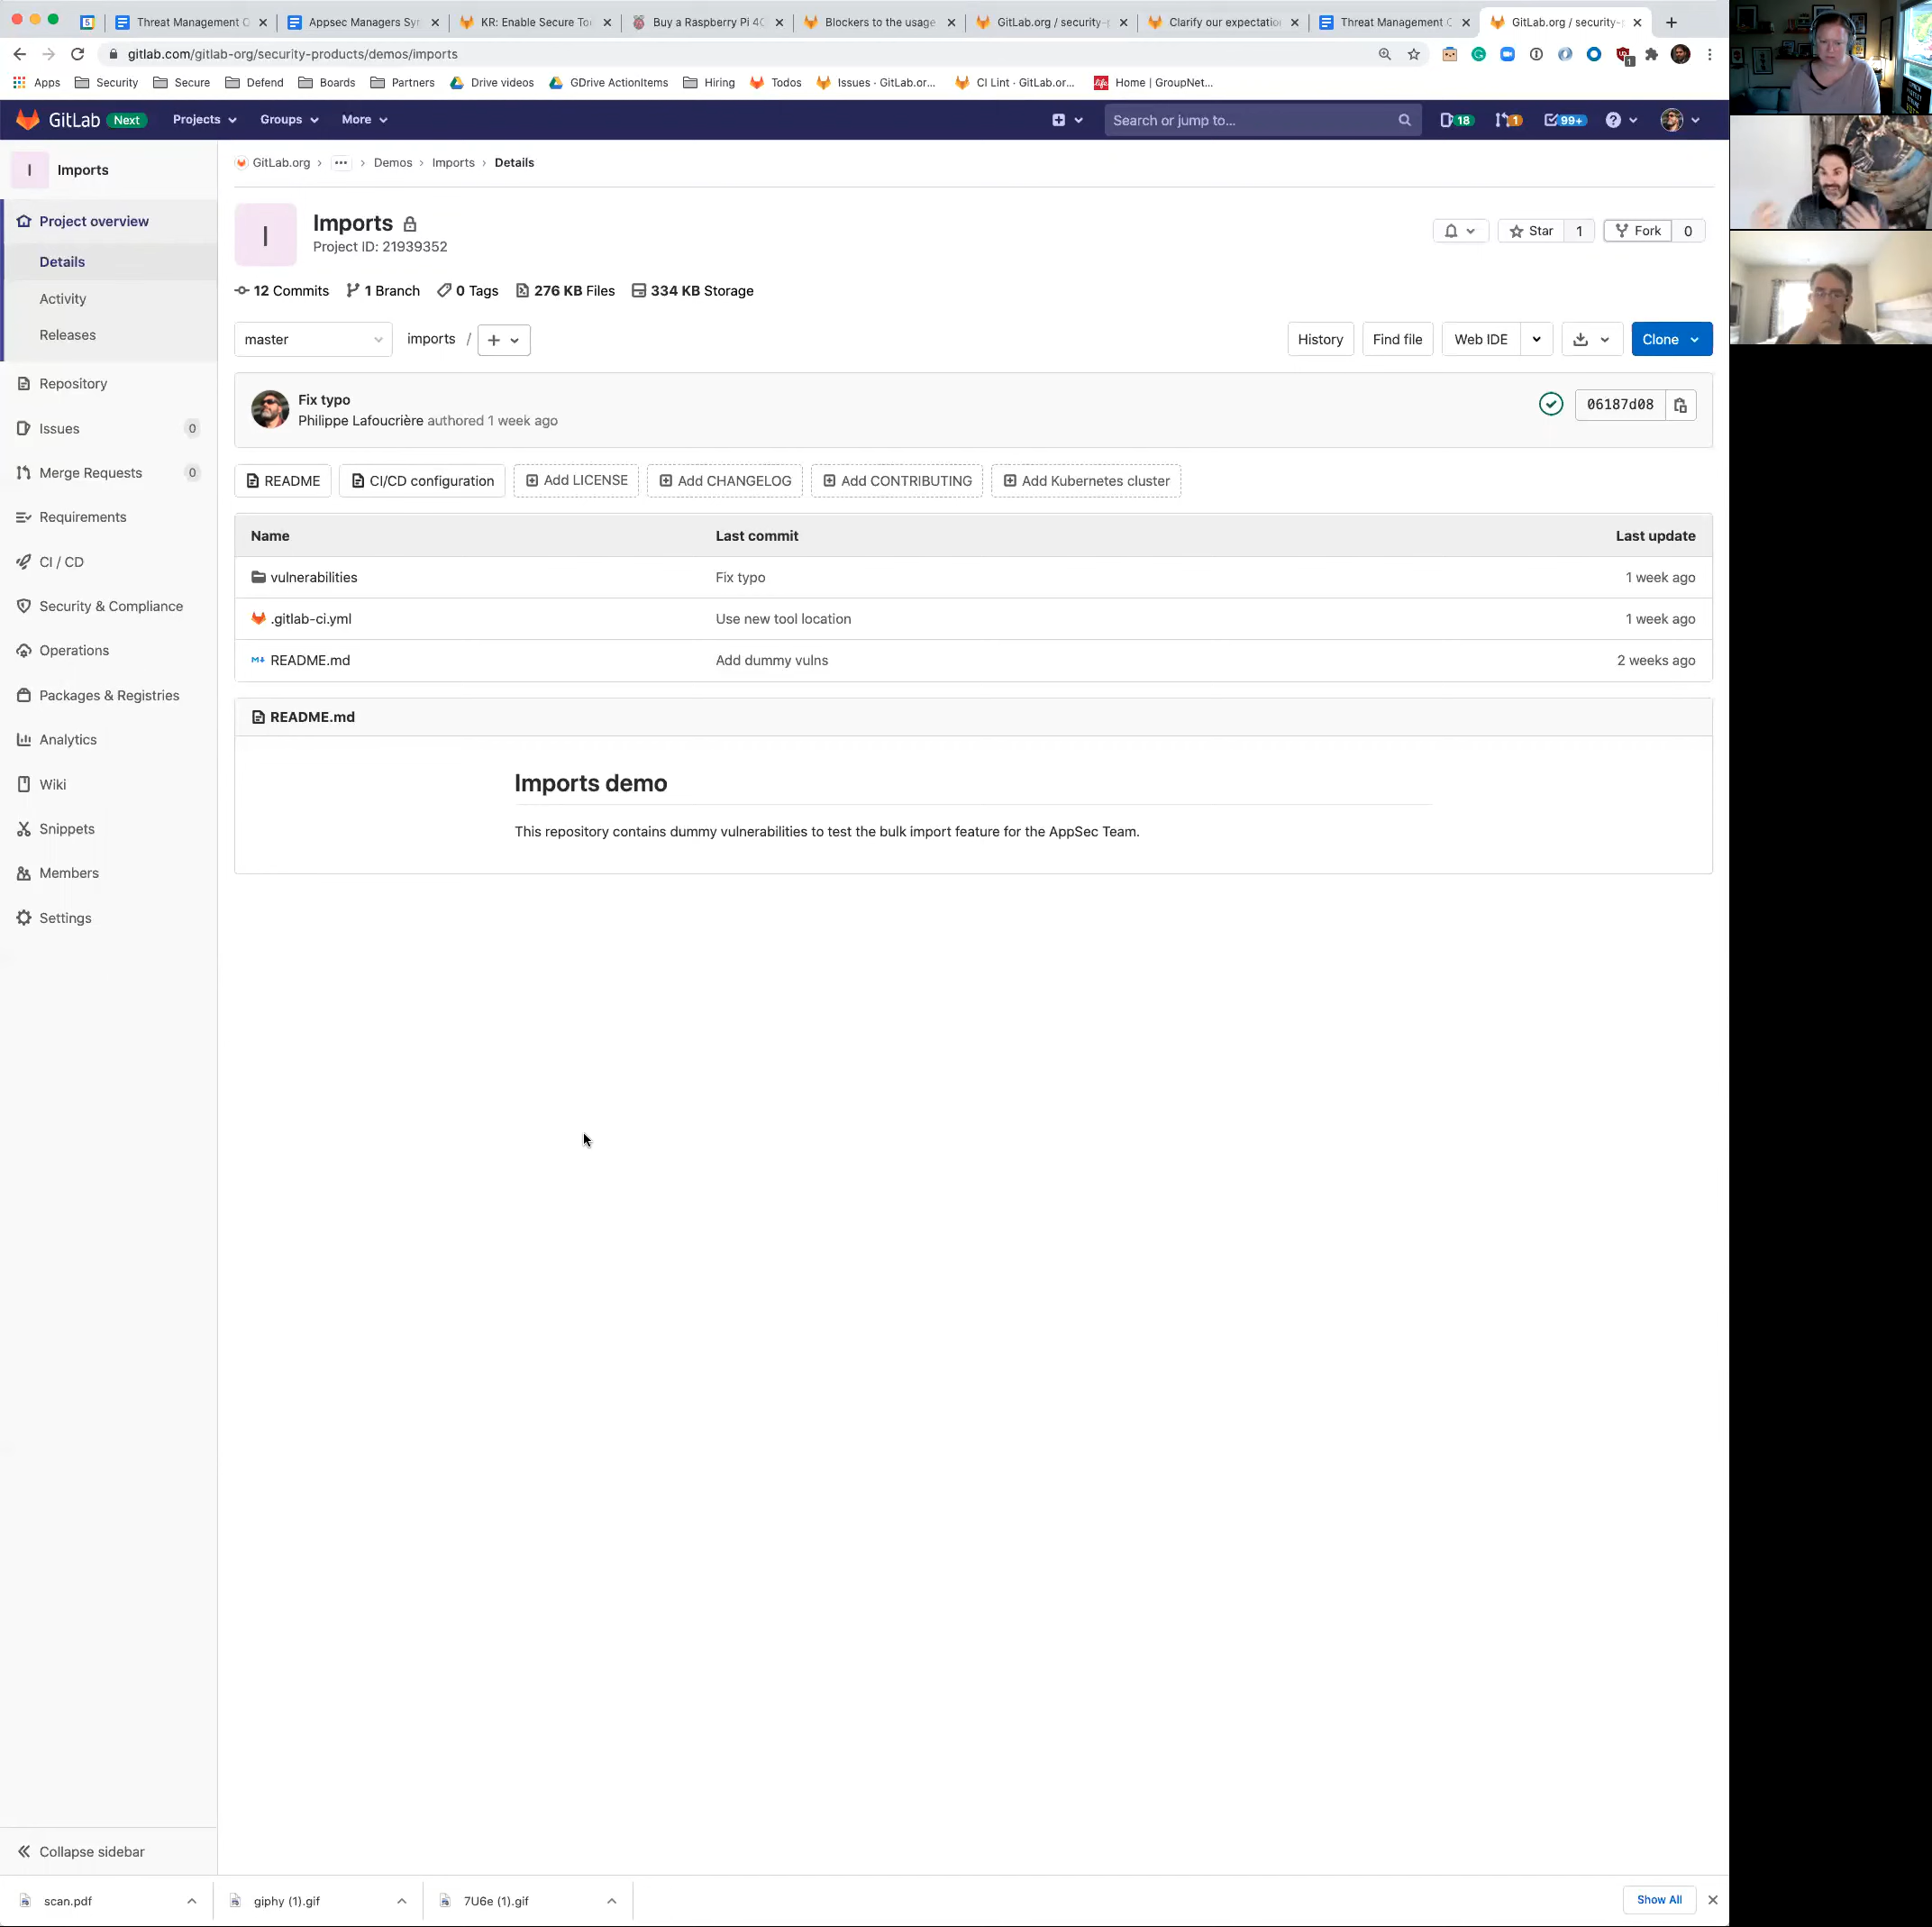 Threat Management O
Appsec Managers Syn
KR: Enable Secure Too
Buy a Raspberry Pi 4C
Blockers to the usage
GitLab.org / security-p
Clarify our expectation
Threat Management O
GitLab.org / security-p
gitlab.com/gitlab-org/security-products/demos/imports
Apps Security Secure Defend Boards Partners Drive videos GDrive ActionItems Hiring Todos Issues · GitLab.or... CI Lint · GitLab.or... Home | GroupNet...
GitLab Next Projects Groups More Search or jump to... 18 1 99+
I Imports
Project overview
Details
Activity
Releases
Repository
Issues 0
Merge Requests 0
Requirements
CI / CD
Security & Compliance
Operations
Packages & Registries
Analytics
Wiki
Snippets
Members
Settings
Collapse sidebar
GitLab.org › ••• › Demos › Imports › Details
I
Imports
Project ID: 21939352
Star 1 Fork 0
12 Commits 1 Branch 0 Tags 276 KB Files 334 KB Storage
master imports / + History Find file Web IDE Clone
Fix typo
Philippe Lafoucrière authored 1 week ago
06187d08
README CI/CD configuration Add LICENSE Add CHANGELOG Add CONTRIBUTING Add Kubernetes cluster
Name Last commit Last update
vulnerabilities Fix typo 1 week ago
.gitlab-ci.yml Use new tool location 1 week ago
README.md Add dummy vulns 2 weeks ago
README.md
Imports demo
This repository contains dummy vulnerabilities to test the bulk import feature for the AppSec Team.
scan.pdf giphy (1).gif 7U6e (1).gif Show All